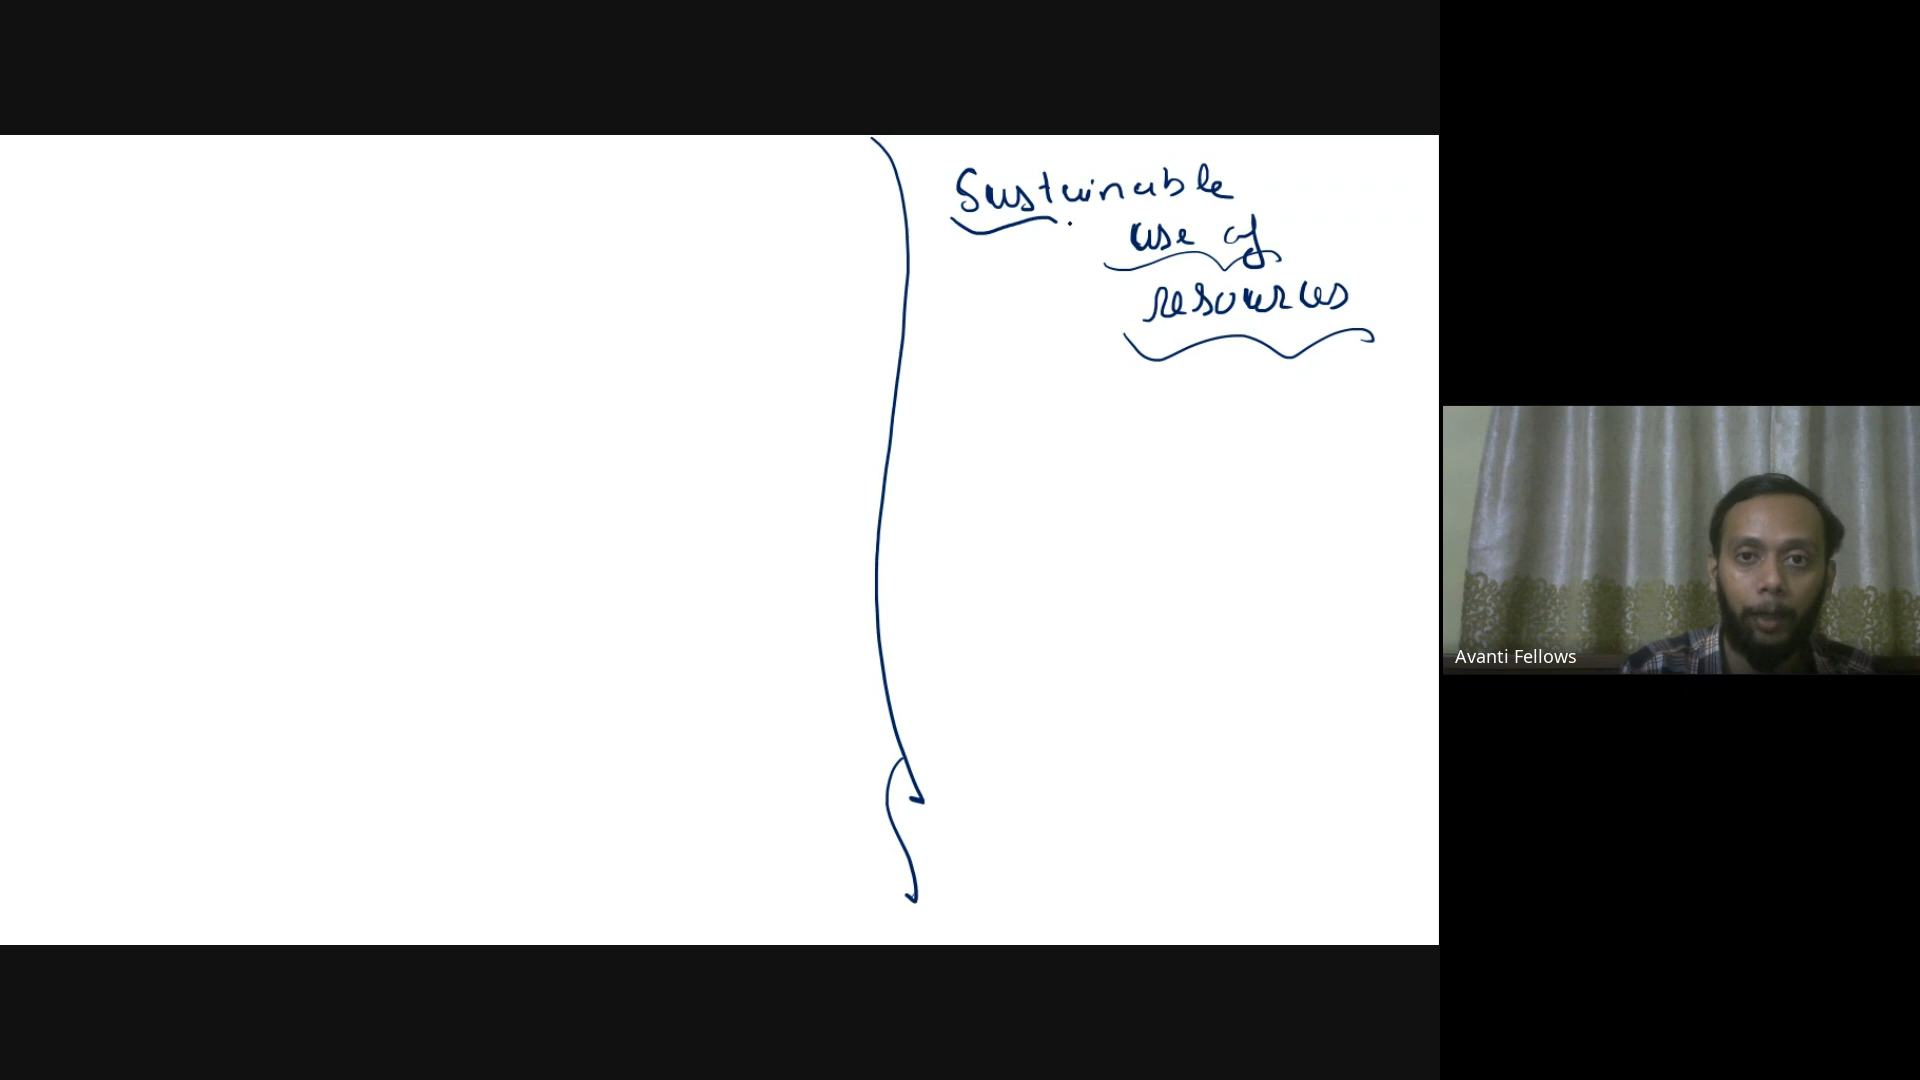 Sustainable
use of
resources
Avanti Fellows